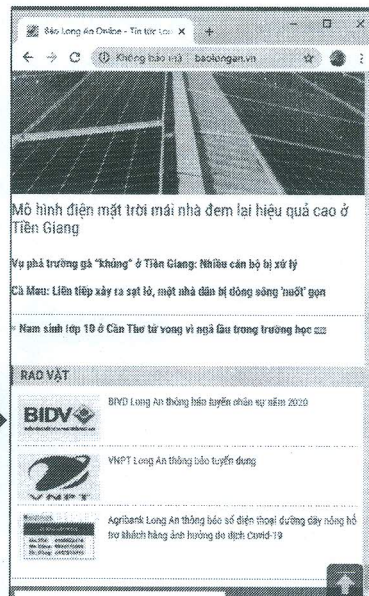 Báo Long An Online - Tin tức
Không bảo mật baolongan.vn
Mô hình điện mặt trời mái nhà đem lại hiệu quả cao ở
Tiền Giang
Vụ phá trường gà "khủng" ở Tiền Giang: Nhiều cán bộ bị xử lý
Cà Mau: Liên tiếp xảy ra sạt lở, một nhà dân bị dòng sông 'nuốt' gọn
Nam sinh lớp 10 ở Cần Thơ tử vong vì ngã lầu trong trường học
RAO VẶT
BIDV
BIVD Long An thông báo tuyển nhân sự năm 2020
VNPT
VNPT Long An thông báo tuyển dụng
Agribank Long An thông báo số điện thoại đường dây nóng hỗ
trợ khách hàng ảnh hưởng do dịch Covid-19